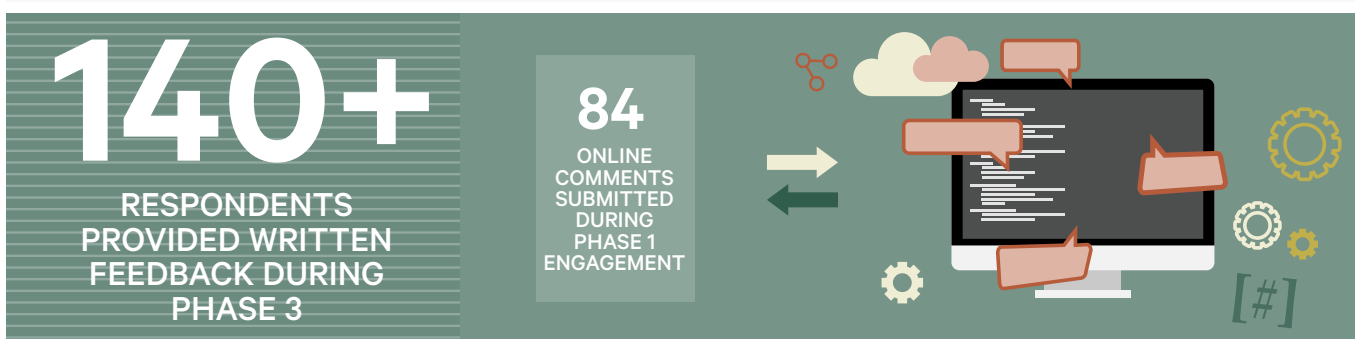 140+
RESPONDENTS
PROVIDED WRITTEN
FEEDBACK DURING
PHASE 3
84
ONLINE
COMMENTS
SUBMITTED
DURING
PHASE 1
ENGAGEMENT
[#]